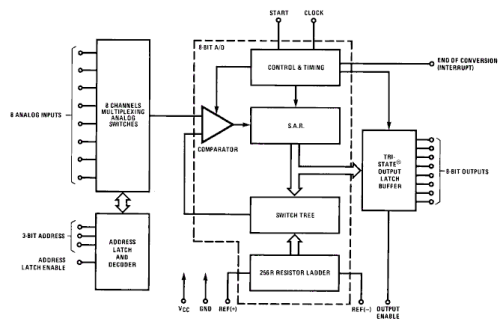 START
CLOCK
8-BIT A/D
CONTROL & TIMING
END OF CONVERSION
(INTERRUPT)
8 ANALOG INPUTS
8 CHANNELS
MULTIPLEXING
ANALOG
SWITCHES
COMPARATOR
S.A.R.
TRI-
STATE®
OUTPUT
LATCH
BUFFER
8-BIT OUTPUTS
SWITCH TREE
3-BIT ADDRESS
ADDRESS
LATCH ENABLE
ADDRESS
LATCH
AND
DECODER
256R RESISTOR LADDER
VCC
GND
REF(+)
REF(−)
OUTPUT
ENABLE